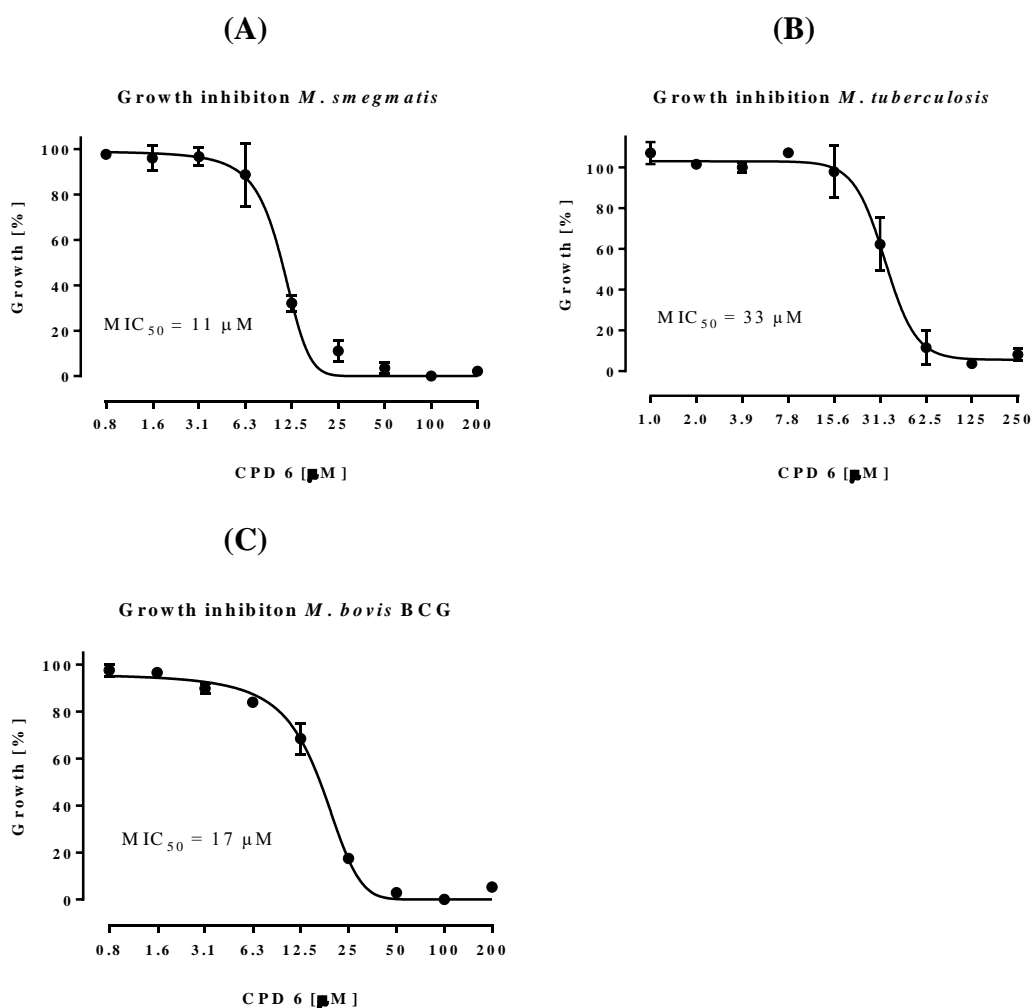 (A)
Growth inhibiton M. smegmatis
Growth [%]
100
80
60
40
20
0
MIC50 = 11 µM
0.8 1.6 3.1 6.3 12.5 25 50 100 200
CPD 6 [µM]
(B)
Growth inhibition M. tuberculosis
Growth [%]
100
80
60
40
20
0
MIC50 = 33 µM
1.0 2.0 3.9 7.8 15.6 31.3 62.5 125 250
CPD 6 [µM]
(C)
Growth inhibiton M. bovis BCG
Growth [%]
100
80
60
40
20
0
MIC50 = 17 µM
0.8 1.6 3.1 6.3 12.5 25 50 100 200
CPD 6 [µM]